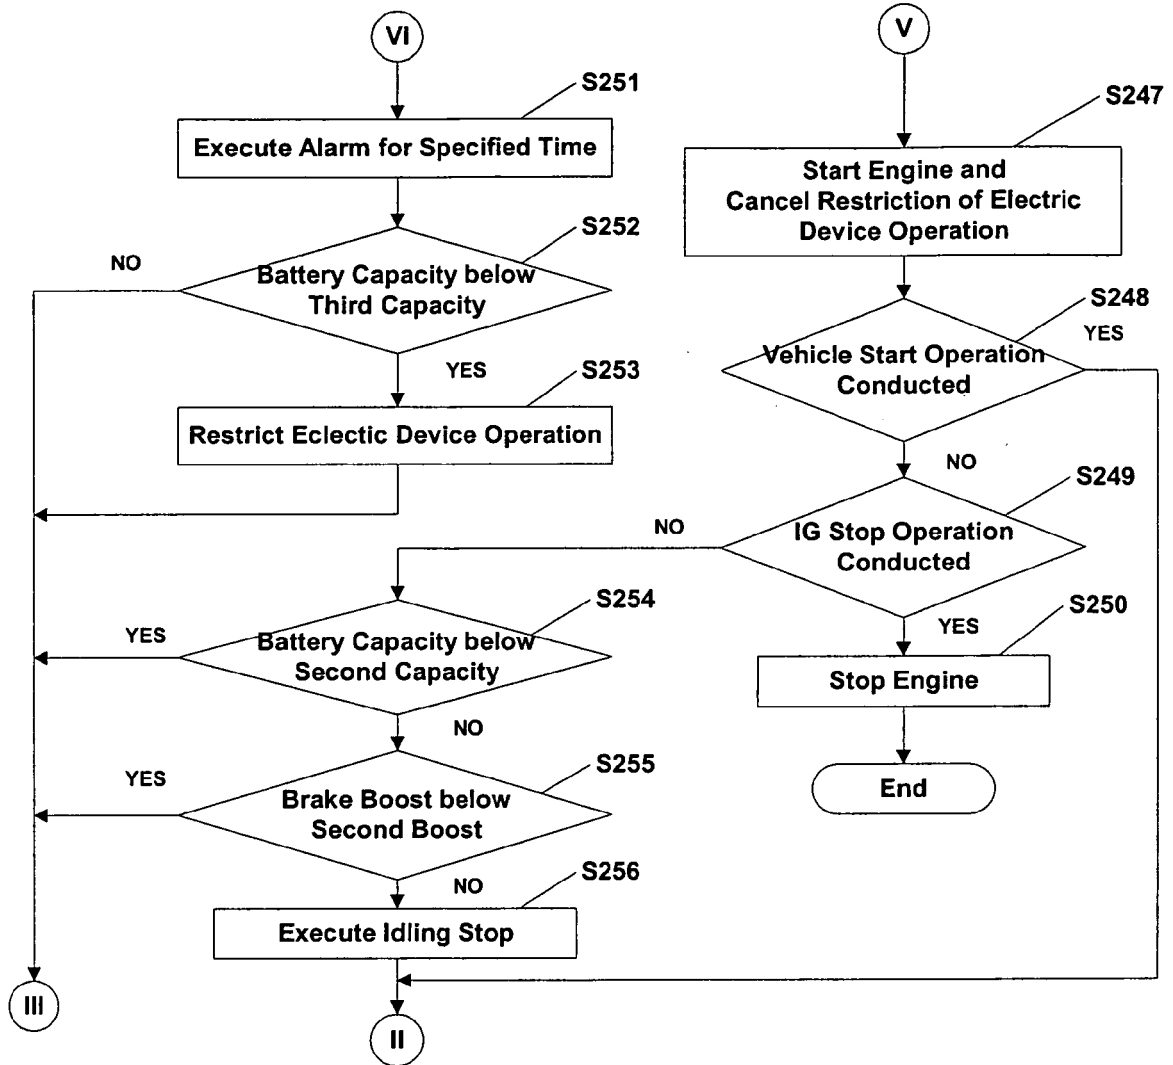 VI
S251
Execute Alarm for Specified Time
S252
NO
Battery Capacity below
Third Capacity
YES
S253
Restrict Eclectic Device Operation
V
S247
Start Engine and
Cancel Restriction of Electric
Device Operation
S248
YES
Vehicle Start Operation
Conducted
NO
S249
NO
IG Stop Operation
Conducted
YES
S250
Stop Engine
End
S254
YES
Battery Capacity below
Second Capacity
NO
S255
YES
Brake Boost below
Second Boost
NO
S256
Execute Idling Stop
III
II